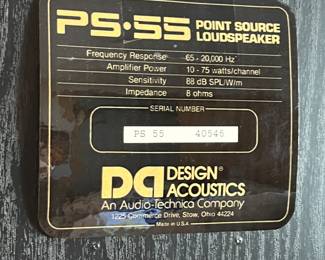 PS•55 POINT SOURCE
LOUDSPEAKER
Frequency Response 65 - 20,000 Hz
Amplifier Power 10 - 75 watts/channel
Sensitivity 88 dB SPL/W/m
Impedance 8 ohms
SERIAL NUMBER
PS 55 40546
DA DESIGN®
ACOUSTICS
An Audio-Technica Company
1225 Commerce Drive, Stow, Ohio 44224
Made in U.S.A.